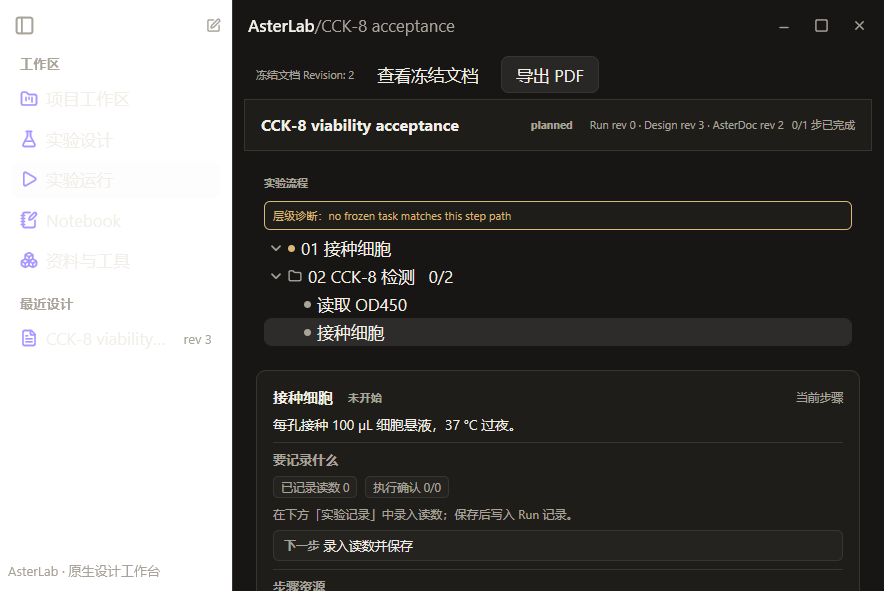 AsterLab/CCK-8 acceptance
工作区
项目工作区
实验设计
实验运行
Notebook
资料与工具
最近设计
CCK-8 viability... rev 3
AsterLab · 原生设计工作台
冻结文档 Revision: 2 查看冻结文档 导出 PDF
CCK-8 viability acceptance planned Run rev 0 · Design rev 3 · AsterDoc rev 2 0/1 步已完成
实验流程
层级诊断：no frozen task matches this step path
01 接种细胞
02 CCK-8 检测 0/2
读取 OD450
接种细胞
接种细胞 未开始 当前步骤
每孔接种 100 μL 细胞悬液，37 °C 过夜。
要记录什么
已记录读数 0 执行确认 0/0
在下方「实验记录」中录入读数；保存后写入 Run 记录。
下一步 录入读数并保存
步骤资源